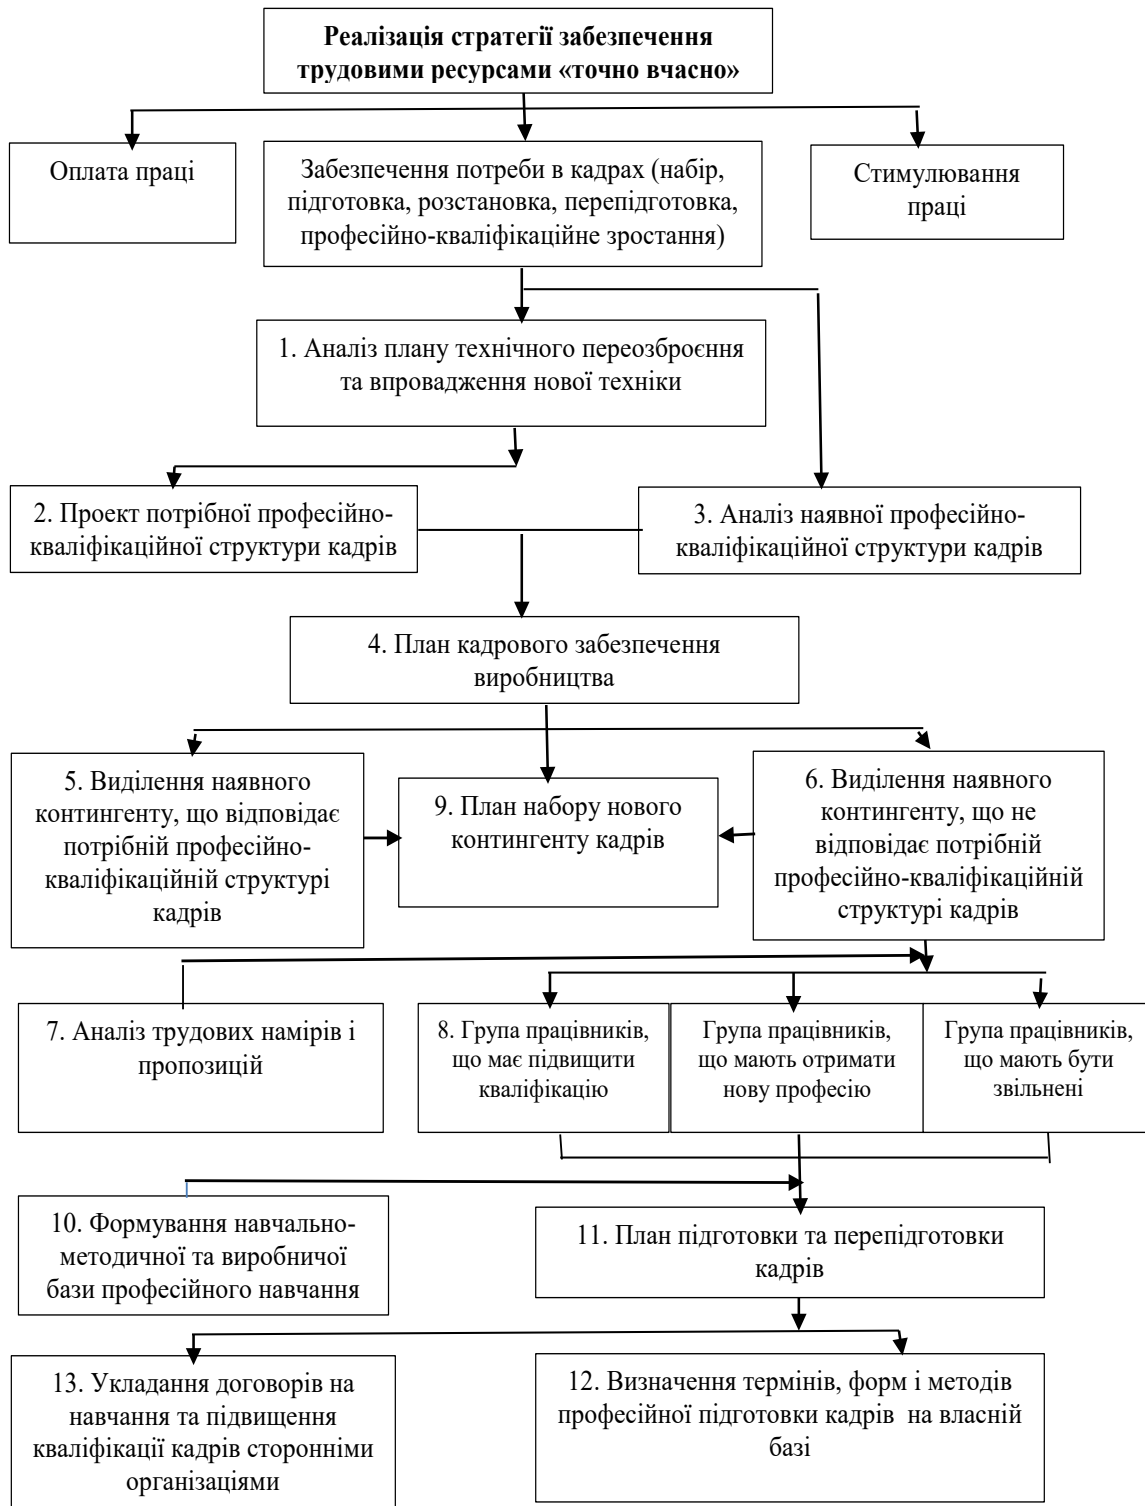 Реалізація стратегії забезпечення
трудовими ресурсами «точно вчасно»
Оплата праці
Забезпечення потреби в кадрах (набір,
підготовка, розстановка, перепідготовка,
професійно-кваліфікаційне зростання)
Стимулювання
праці
1. Аналіз плану технічного переозброєння
та впровадження нової техніки
2. Проект потрібної професійно-
кваліфікаційної структури кадрів
3. Аналіз наявної професійно-
кваліфікаційної структури кадрів
4. План кадрового забезпечення
виробництва
5. Виділення наявного
контингенту, що відповідає
потрібній професійно-
кваліфікаційній структурі
кадрів
9. План набору нового
контингенту кадрів
6. Виділення наявного
контингенту, що не
відповідає потрібній
професійно-кваліфікаційній
структурі кадрів
7. Аналіз трудових намірів і
пропозицій
8. Група працівників,
що має підвищити
кваліфікацію
Група працівників,
що мають отримати
нову професію
Група працівників,
що мають бути
звільнені
10. Формування навчально-
методичної та виробничої
бази професійного навчання
11. План підготовки та перепідготовки
кадрів
13. Укладання договорів на
навчання та підвищення
кваліфікації кадрів сторонніми
організаціями
12. Визначення термінів, форм і методів
професійної підготовки кадрів на власній
базі